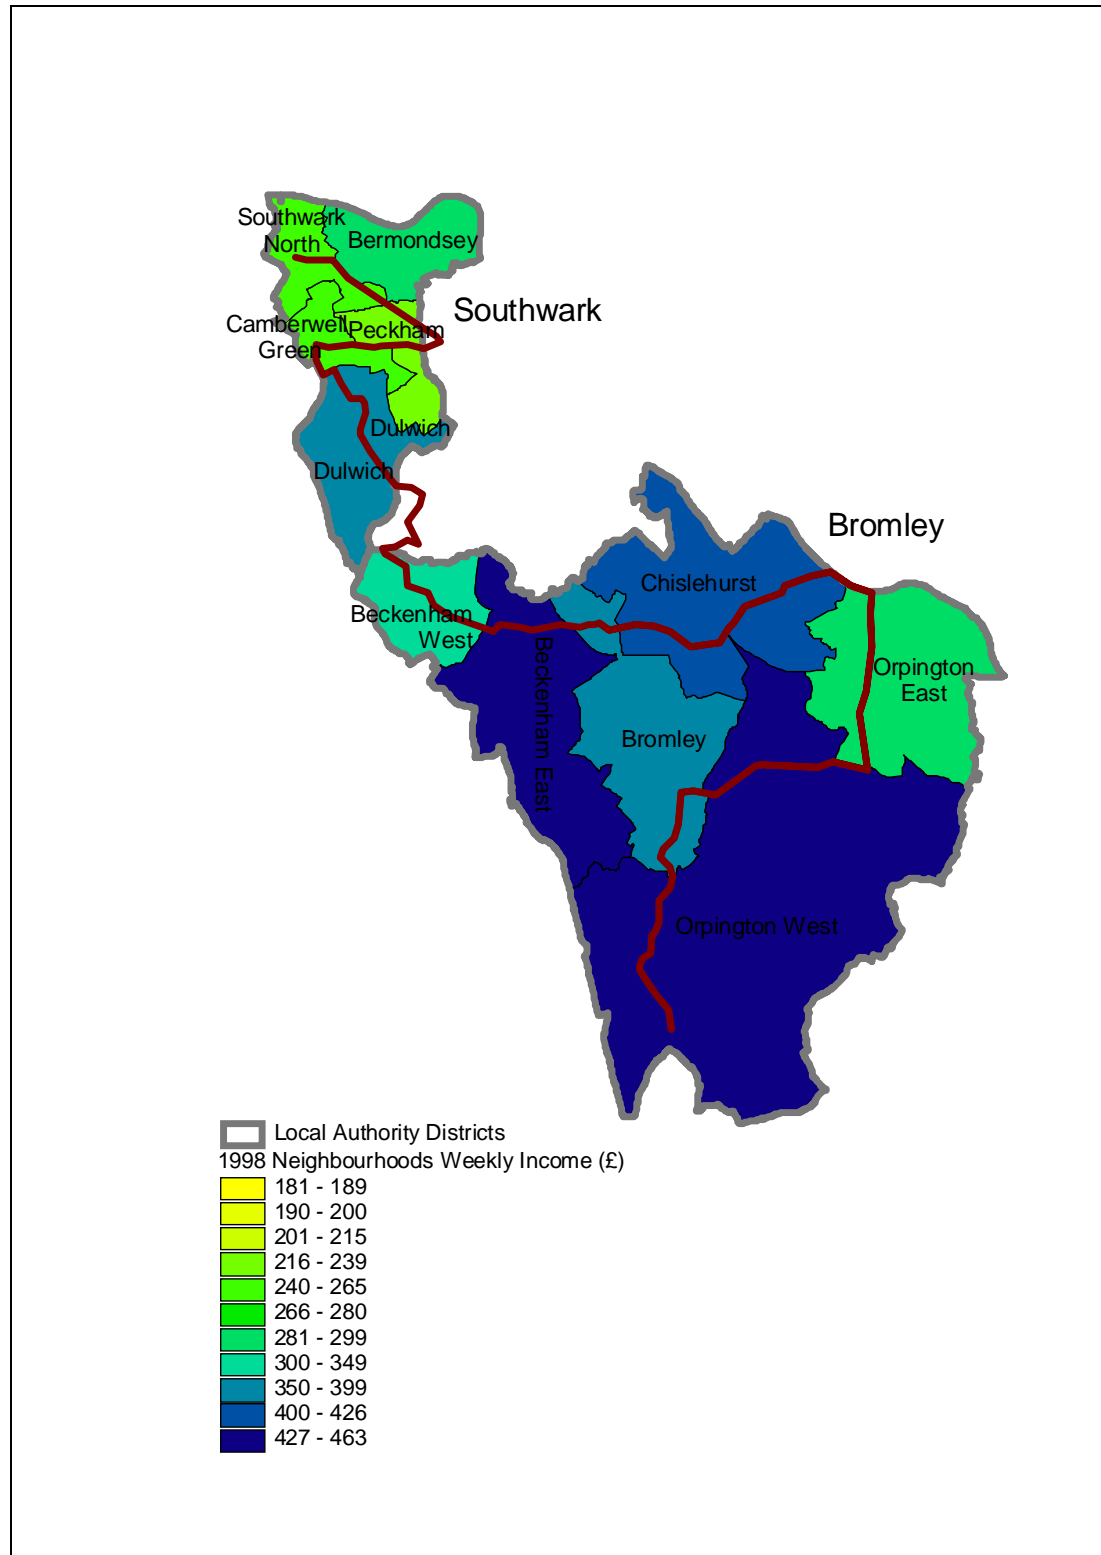 Southwark
North
Bermondsey
Southwark
Camberwell
Green
Peckham
Dulwich
Dulwich
Bromley
Chislehurst
Beckenham
West
Beckenham East
Orpington
East
Bromley
Orpington West
Local Authority Districts
1998 Neighbourhoods Weekly Income (£)
181 - 189
190 - 200
201 - 215
216 - 239
240 - 265
266 - 280
281 - 299
300 - 349
350 - 399
400 - 426
427 - 463